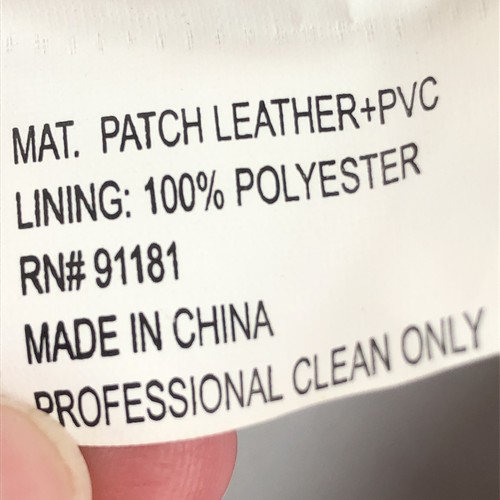 MAT. PATCH LEATHER+PVC
LINING: 100% POLYESTER
RN# 91181
MADE IN CHINA
PROFESSIONAL CLEAN ONLY